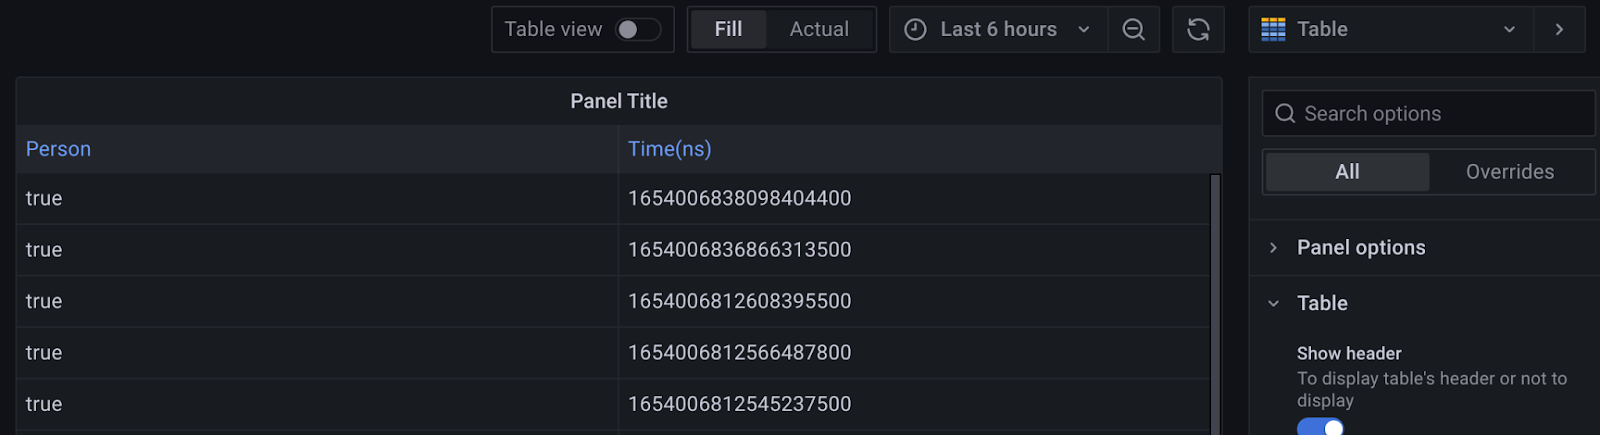 Table view
Fill
Actual
Last 6 hours
Table
Panel Title
Person
Time(ns)
true
1654006838098404400
true
1654006836866313500
true
1654006812608395500
true
1654006812566487800
true
1654006812545237500
Search options
All
Overrides
Panel options
Table
Show header
To display table's header or not to
display